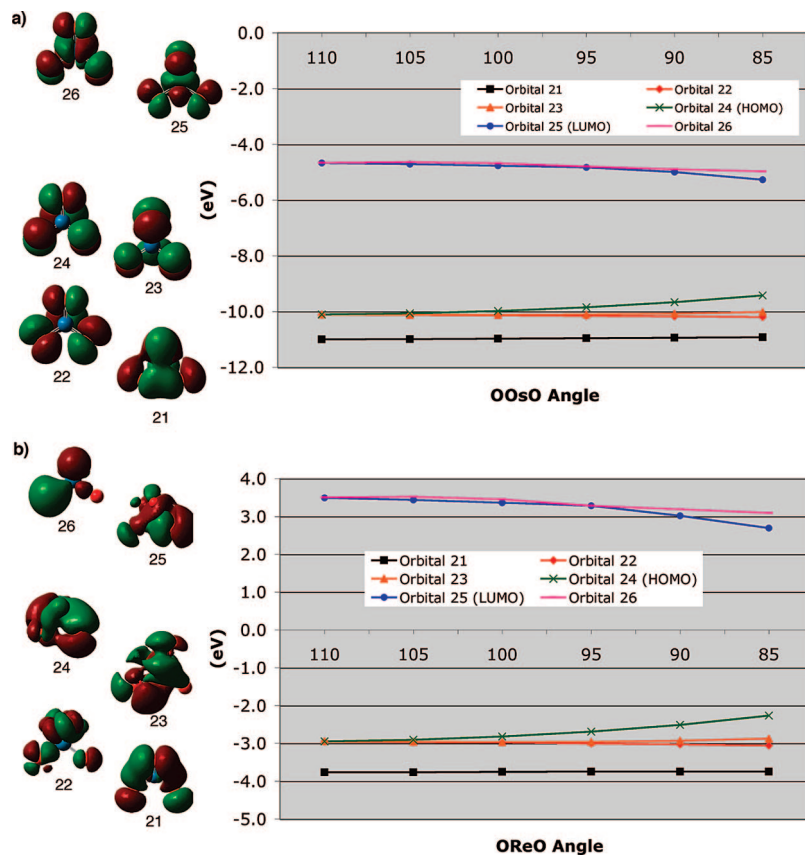 a)
26
25
24
23
22
21
0.0
-2.0
-4.0
-6.0
-8.0
-10.0
-12.0
(eV)
110 105 100 95 90 85
Orbital 21 Orbital 22
Orbital 23 Orbital 24 (HOMO)
Orbital 25 (LUMO) Orbital 26
OOsO Angle
b)
26
25
24
23
22
21
4.0
3.0
2.0
1.0
0.0
-1.0
-2.0
-3.0
-4.0
-5.0
(eV)
Orbital 21 Orbital 22
Orbital 23 Orbital 24 (HOMO)
Orbital 25 (LUMO) Orbital 26
110 105 100 95 90 85
OReO Angle